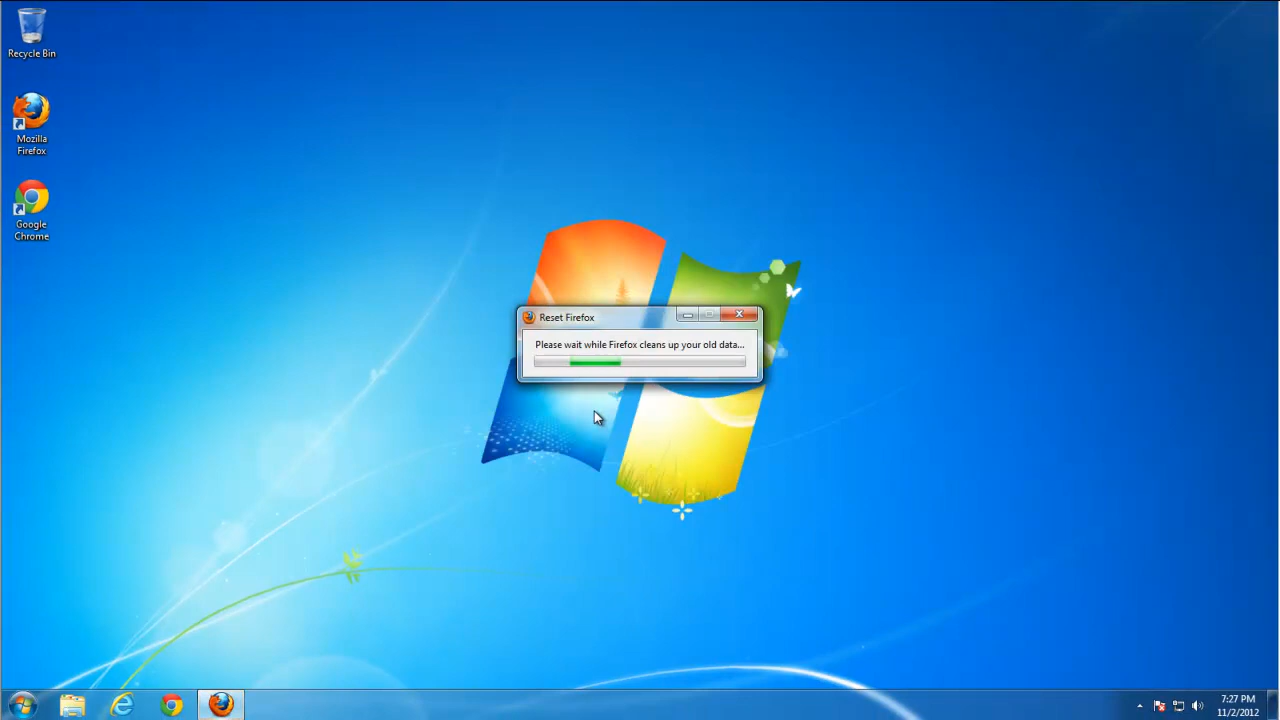 Recycle Bin
Mozilla
Firefox
Google
Chrome
Reset Firefox
Please wait while Firefox cleans up your old data...
7:27 PM
11/2/2012